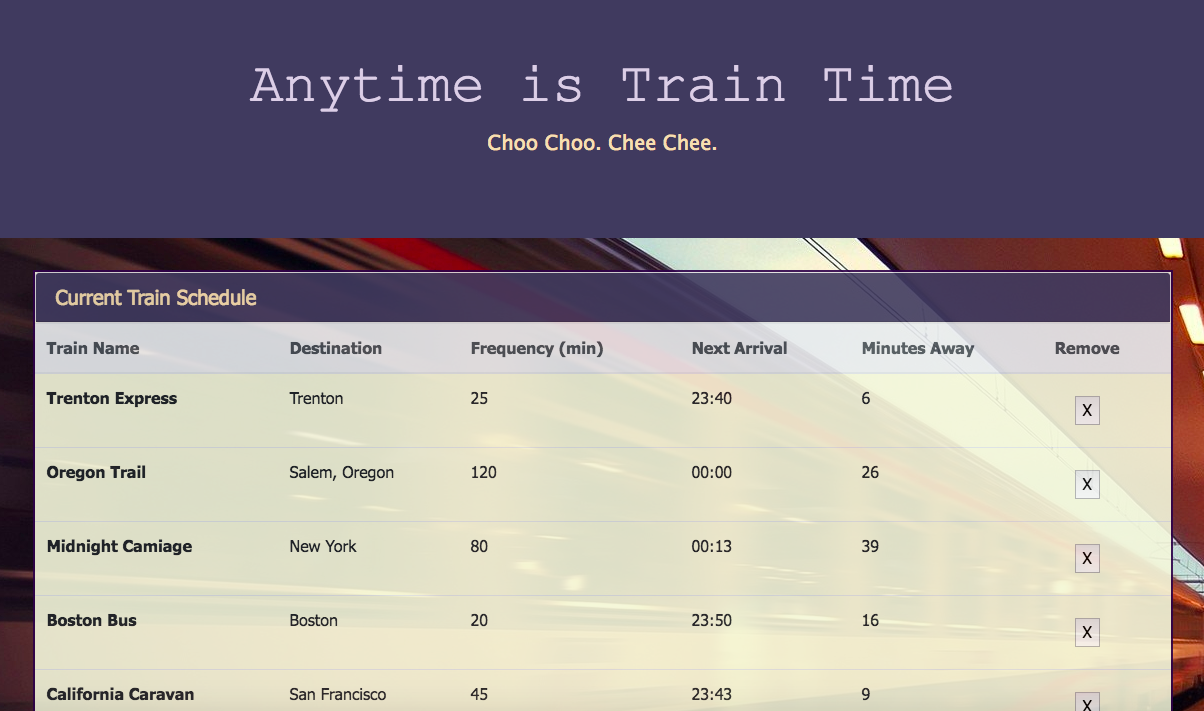 Anytime is Train Time
Choo Choo. Chee Chee.
Current Train Schedule
Train Name Destination Frequency (min) Next Arrival Minutes Away Remove
Trenton Express Trenton 25 23:40 6 X
Oregon Trail Salem, Oregon 120 00:00 26 X
Midnight Camiage New York 80 00:13 39 X
Boston Bus Boston 20 23:50 16 X
California Caravan San Francisco 45 23:43 9 X